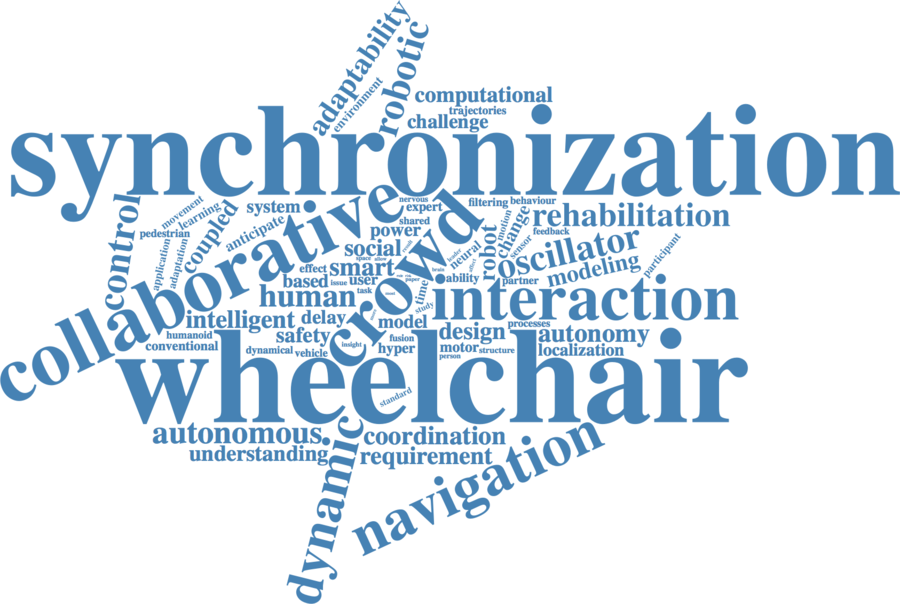 adaptability
environment
robotic
computational
trajectories
challenge
synchronization
control
movement
learning
pedestrian
application
adaptation
coupled
system
anticipate
collaborative
nervous
expert
shared
power
social
crowd
filtering
behaviour
motion
change
sensor
feedback
rehabilitation
robot
neural
oscillator
participant
modeling
partner
ability
space
effect
smart
based
issue
user
task
human
time
study
paper
brain
interaction
intelligent
delay
model
humanoid
conventional
safety
insight
fusion
hyper
design
processes
autonomy
motor
structure
person
localization
dynamical
vehicle
wheelchair
standard
autonomous
understanding
dynamic
coordination
requirement
navigation